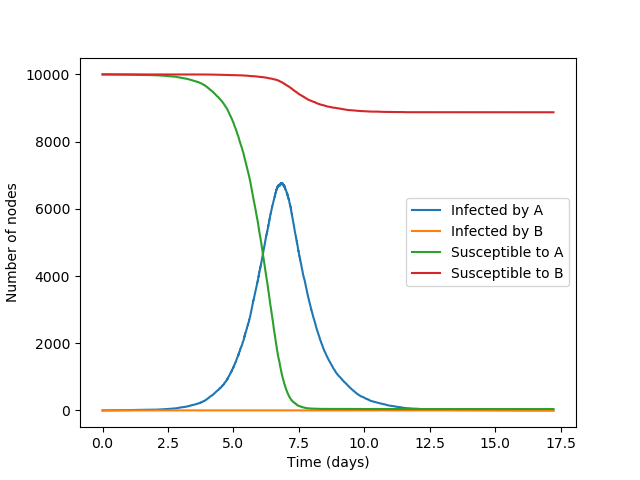 Number of nodes
10000
8000
6000
4000
2000
0
Infected by A
Infected by B
Susceptible to A
Susceptible to B
0.0 2.5 5.0 7.5 10.0 12.5 15.0 17.5
Time (days)